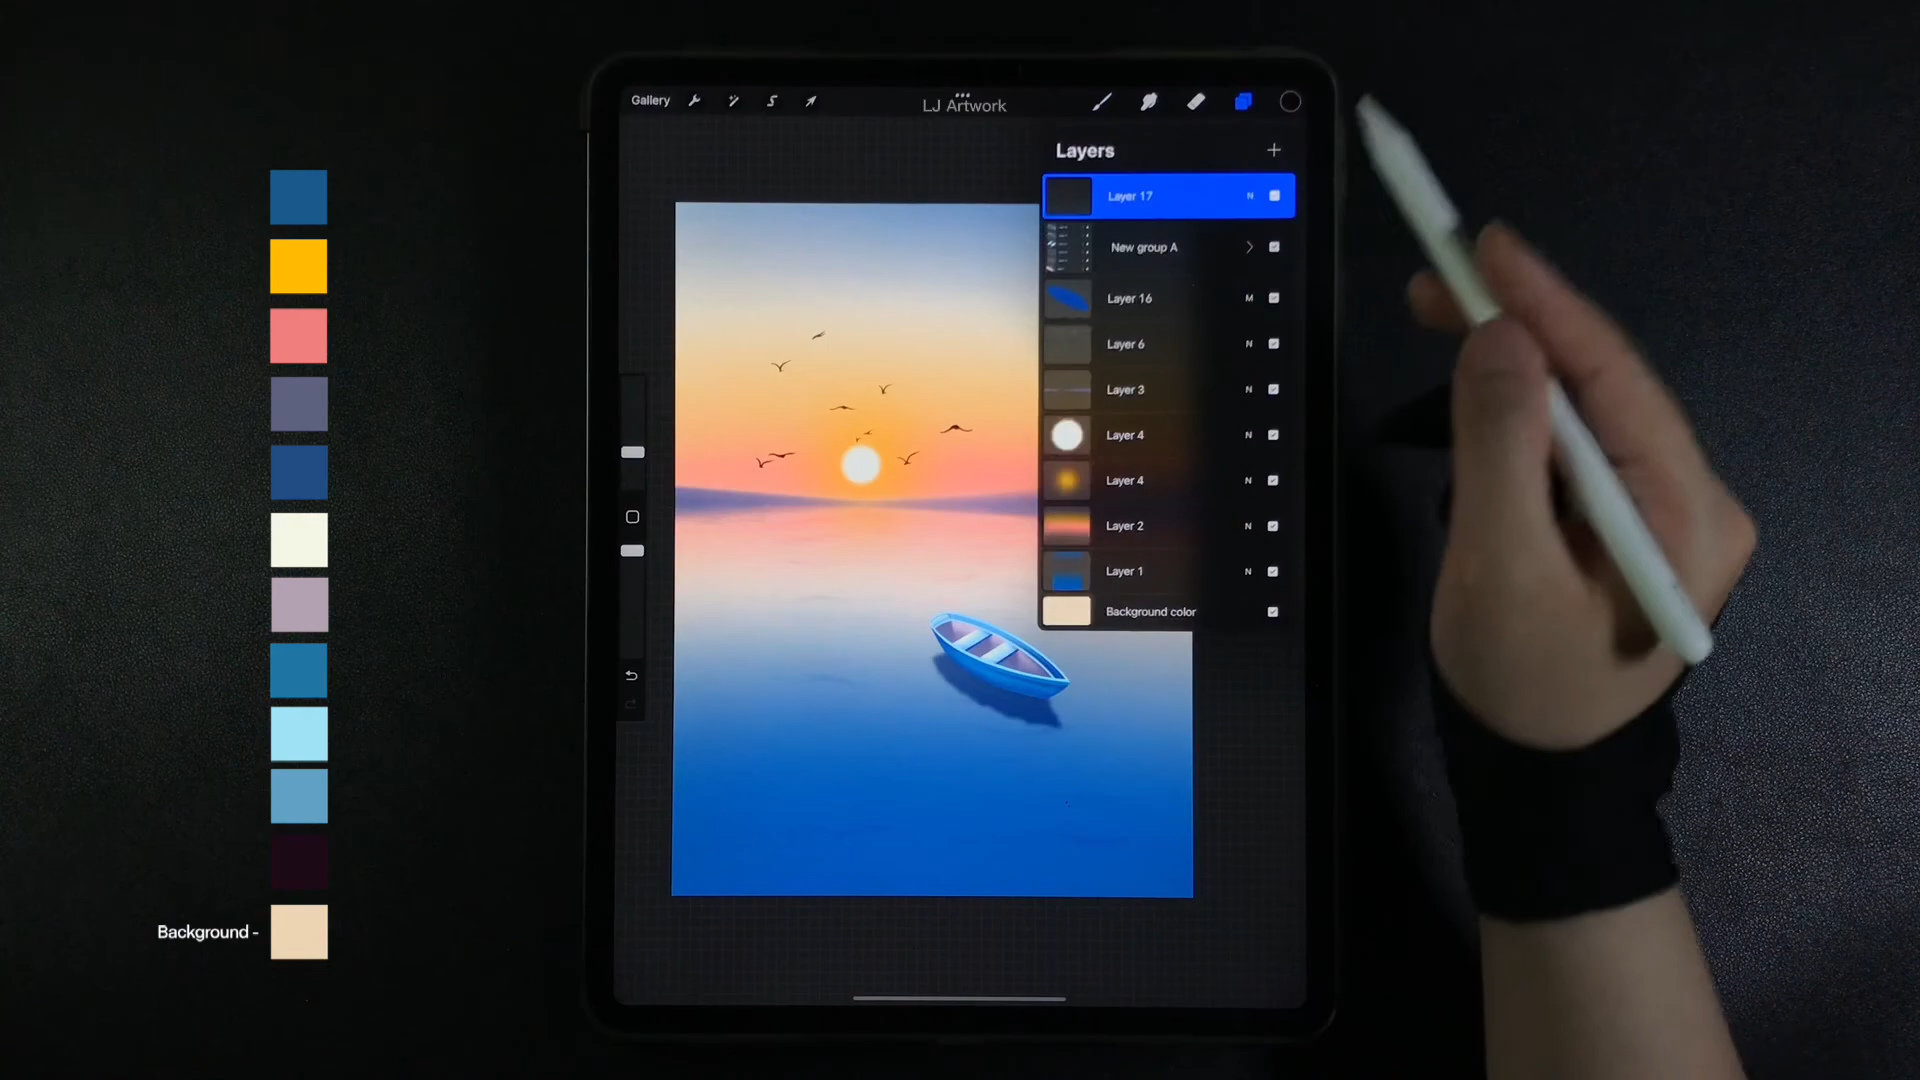 Gallery
LJ Artwork
Layers
Layer 17 N
New group A
Layer 16 M
Layer 6 N
Layer 3 N
Layer 4 N
Layer 4 N
Layer 2 N
Layer 1 N
Background color
Background -